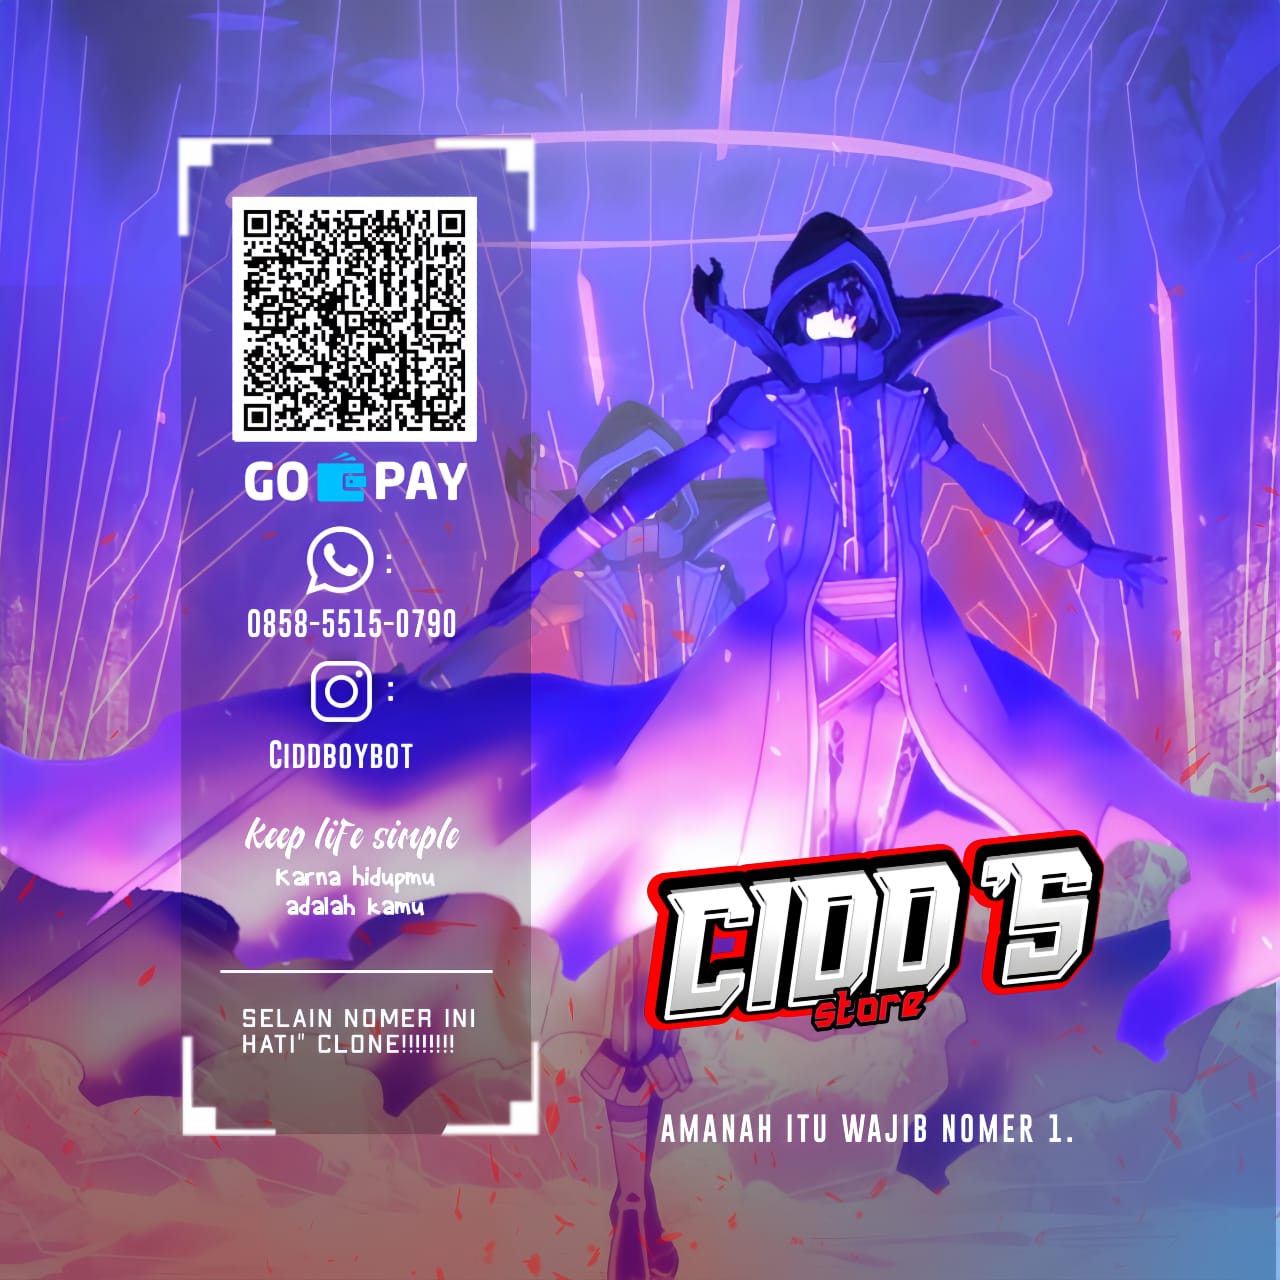 GO PAY
:
0858-5515-0790
:
CIDDBOYBOT
Keep life simple
Karna hidupmu
adalah kamu
SELAIN NOMER INI
HATI" CLONE!!!!!!!!
CIDD'S
store
AMANAH ITU WAJIB NOMER 1.